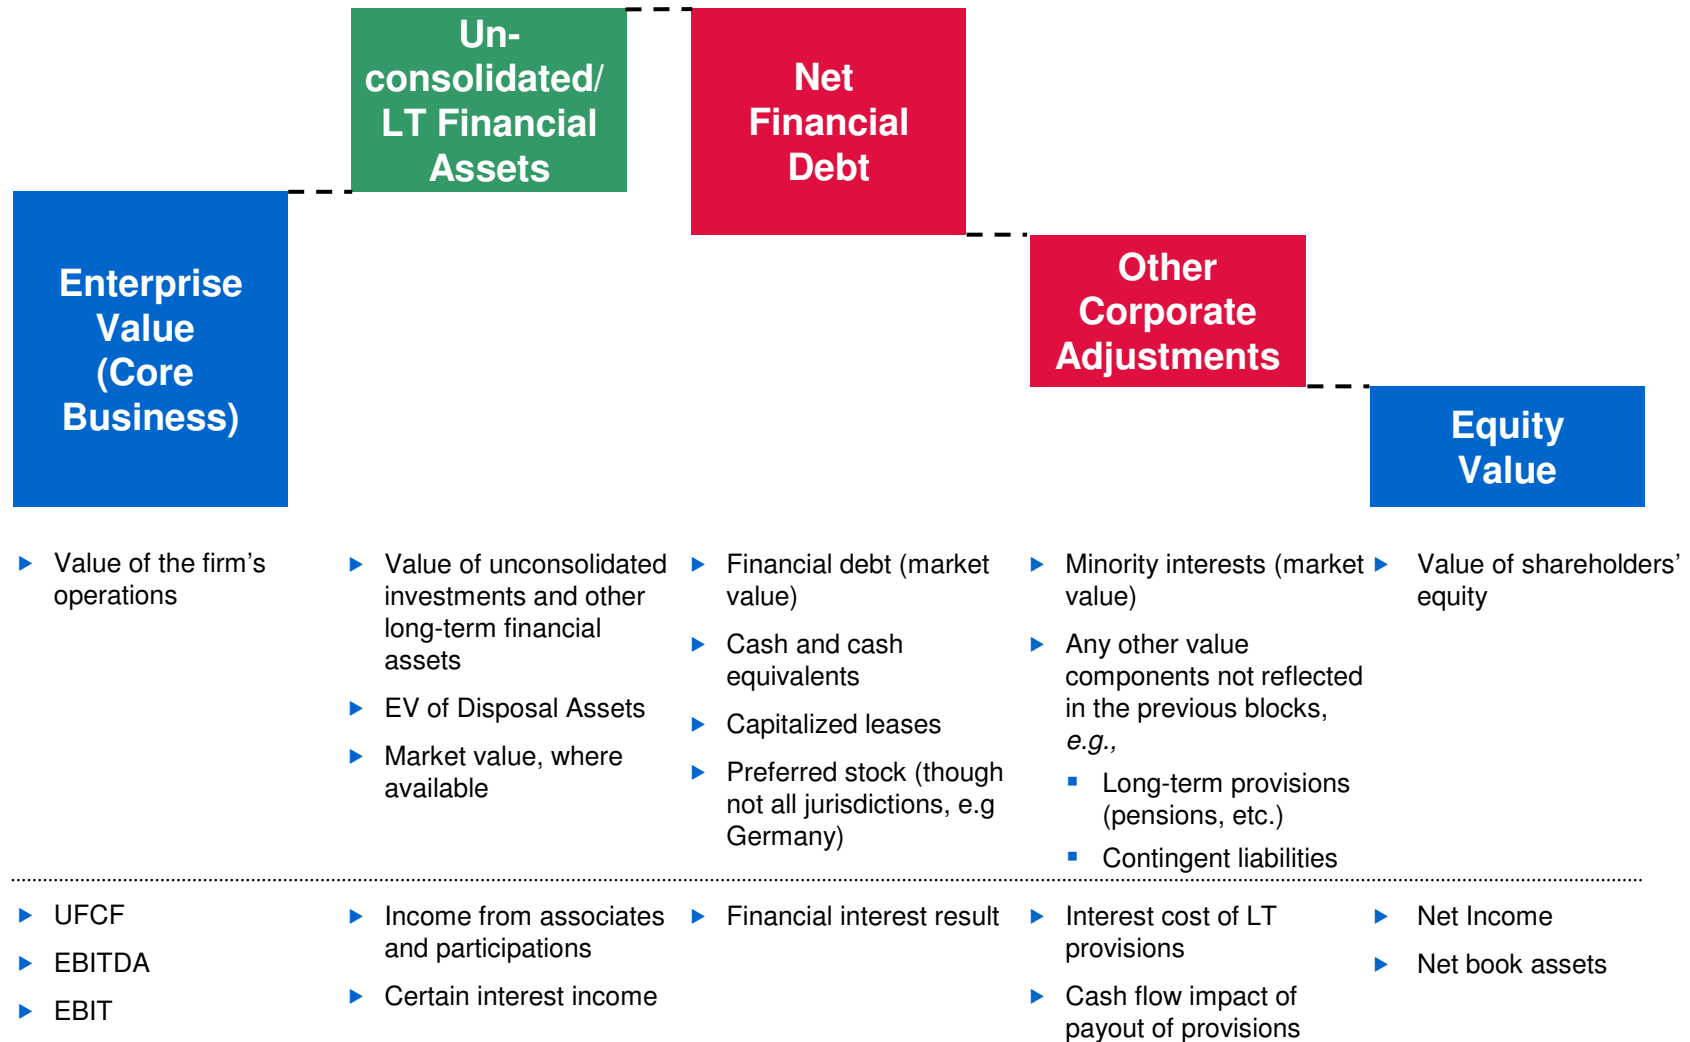 Un-
consolidated/
LT Financial
Assets
Net
Financial
Debt
Enterprise
Value
(Core
Business)
Other
Corporate
Adjustments
Equity
Value
Value of the firm's
operations
Value of unconsolidated
investments and other
long-term financial
assets
EV of Disposal Assets
Market value, where
available
Financial debt (market
value)
Cash and cash
equivalents
Capitalized leases
Preferred stock (though
not all jurisdictions, e.g
Germany)
Minority interests (market
value)
Any other value
components not reflected
in the previous blocks,
e.g.,
Long-term provisions
(pensions, etc.)
Contingent liabilities
Value of shareholders'
equity
UFCF
EBITDA
EBIT
Income from associates
and participations
Certain interest income
Financial interest result
Interest cost of LT
provisions
Cash flow impact of
payout of provisions
Net Income
Net book assets